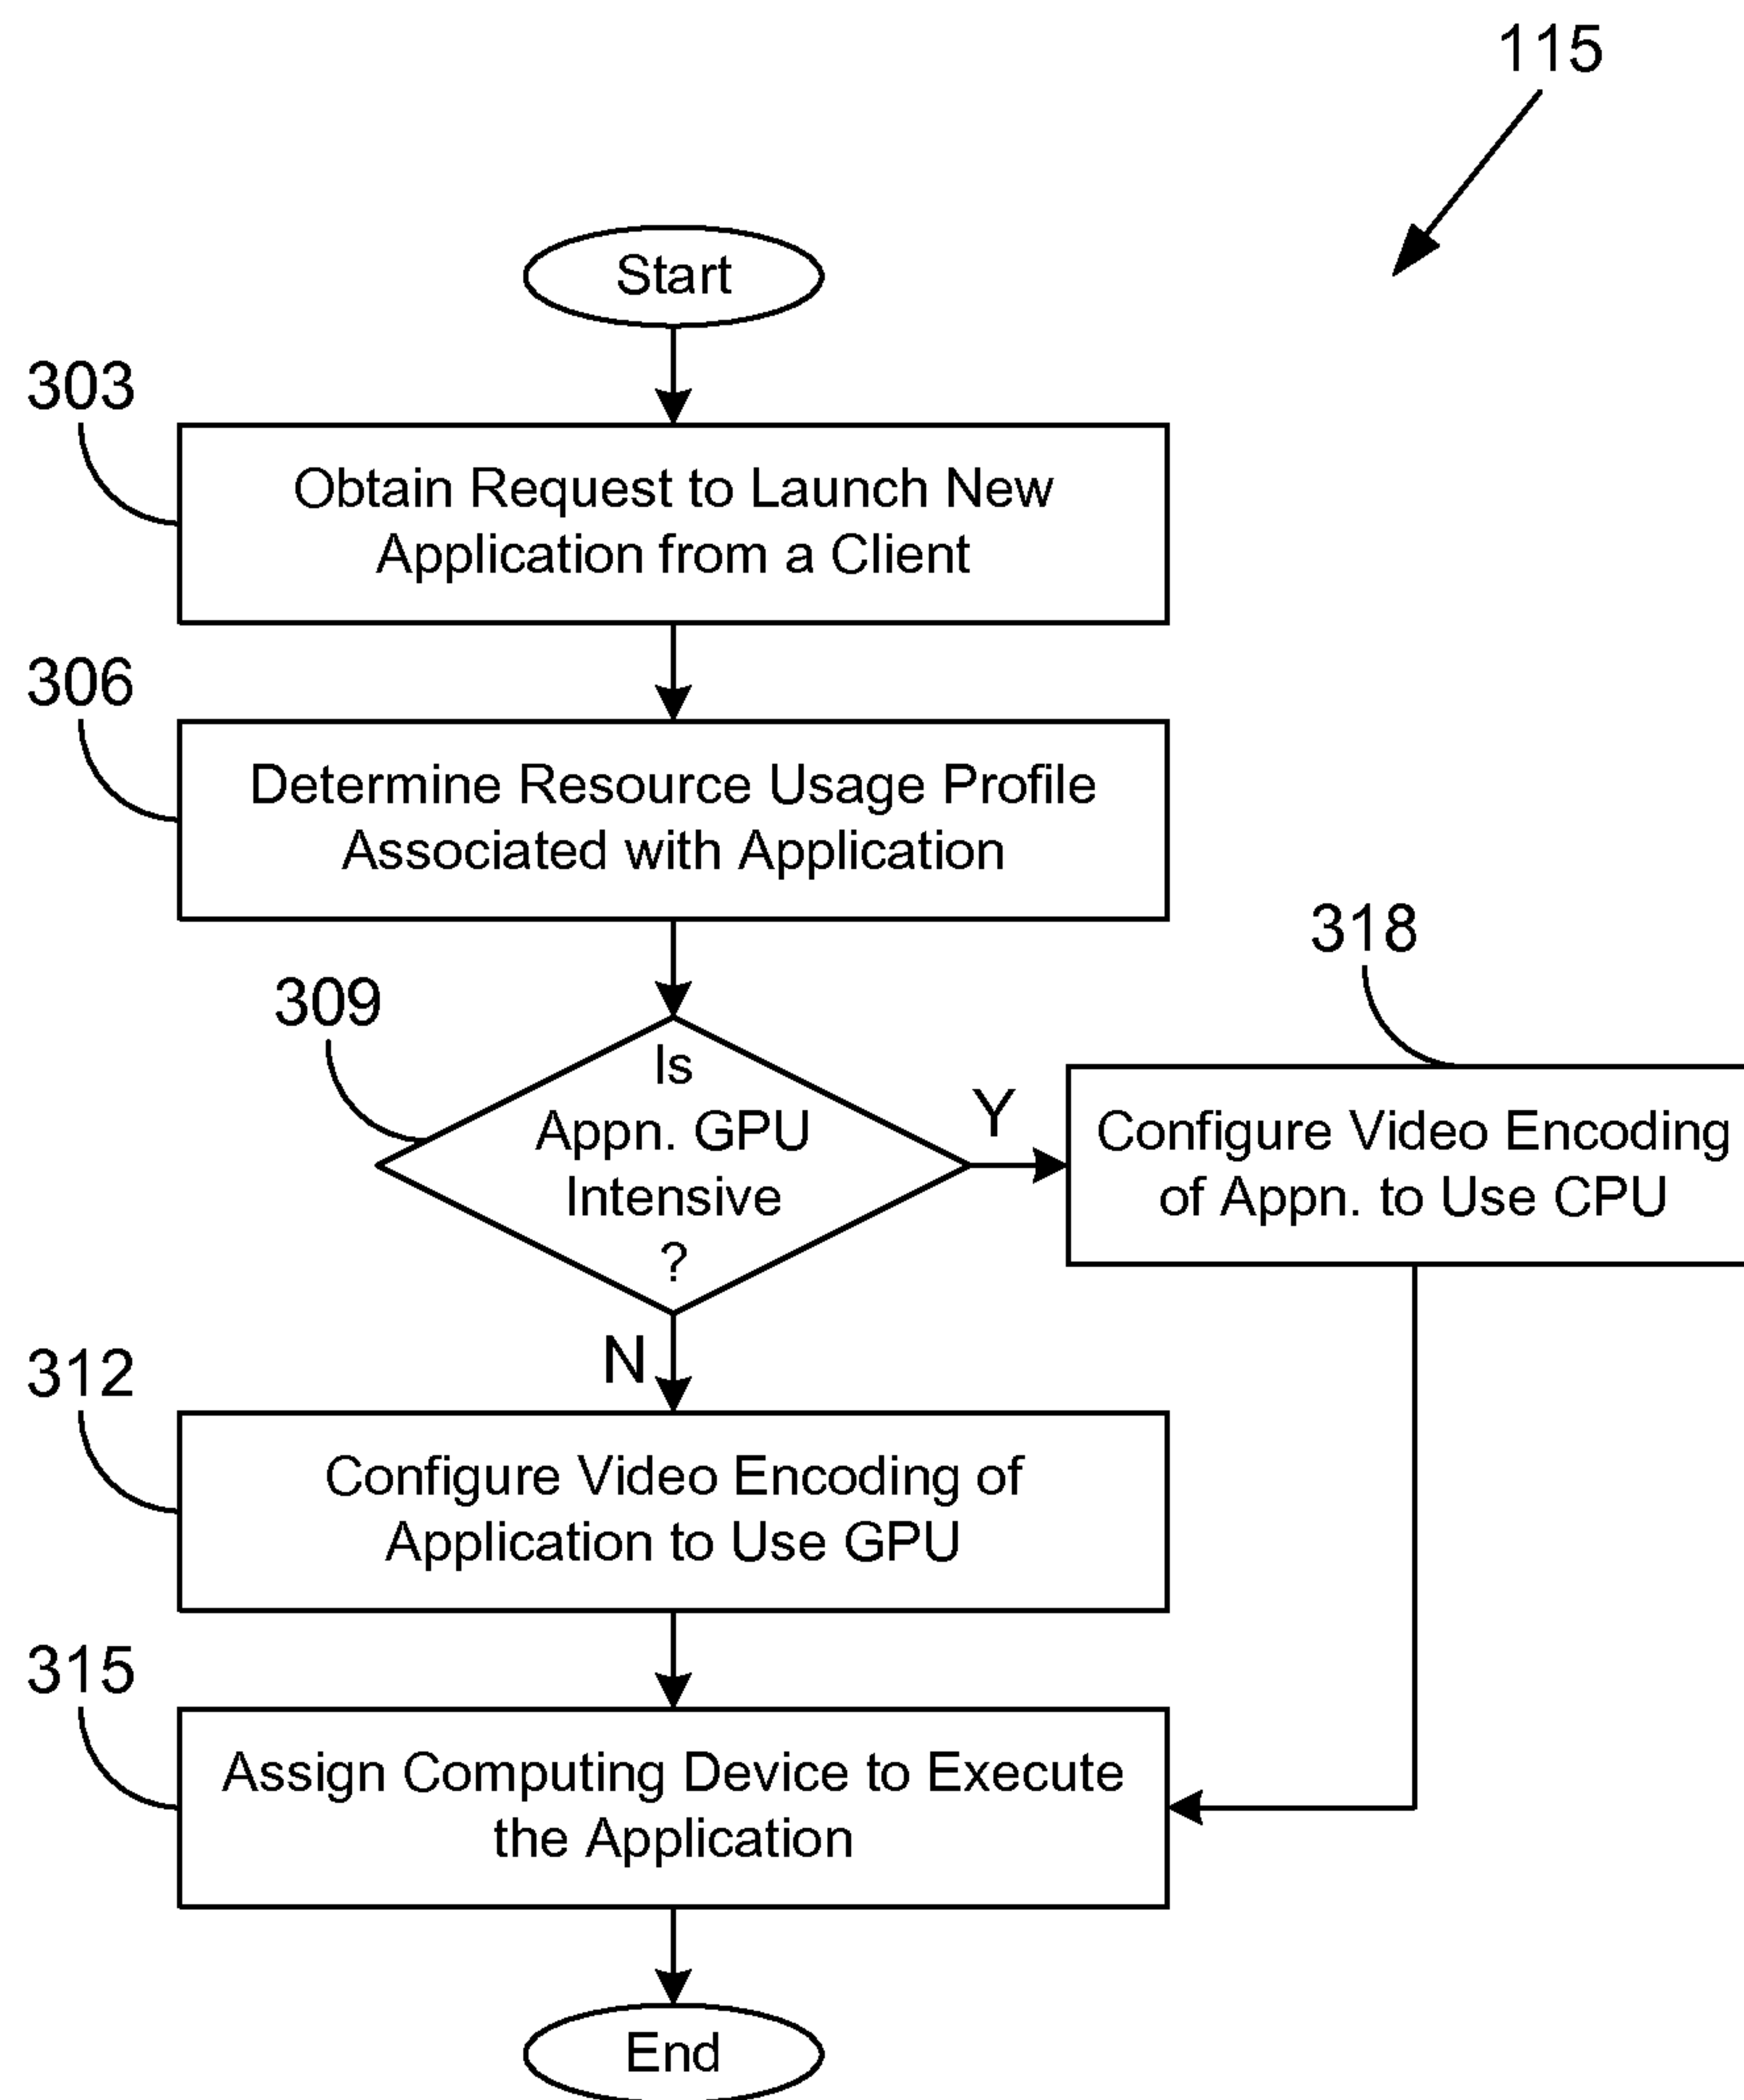 115
Start
303
Obtain Request to Launch New
Application from a Client
306
Determine Resource Usage Profile
Associated with Application
309
Is
Appn. GPU
Intensive
?
Y
318
Configure Video Encoding
of Appn. to Use CPU
N
312
Configure Video Encoding of
Application to Use GPU
315
Assign Computing Device to Execute
the Application
End